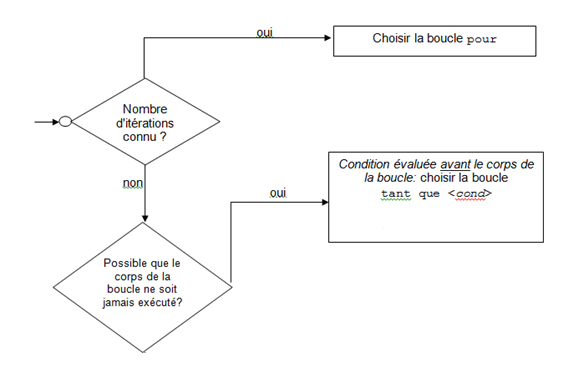 oui
Choisir la boucle pour
Nombre
d'itérations
connu ?
non
oui
Condition évaluée avant le corps de
la boucle: choisir la boucle
tant que <cond>
Possible que le
corps de la
boucle ne soit
jamais exécuté?